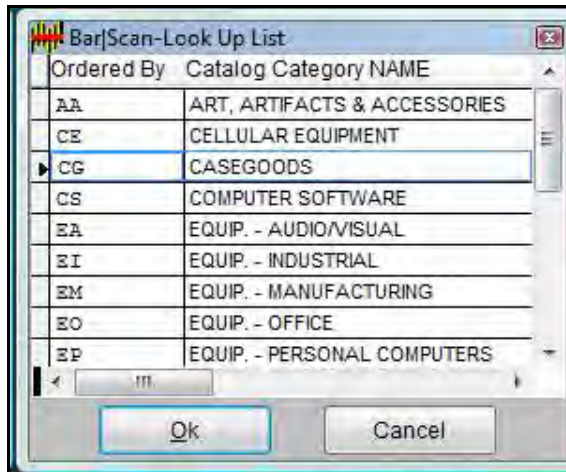 Bar|Scan-Look Up List
Ordered By Catalog Category NAME
AA ART, ARTIFACTS & ACCESSORIES
CE CELLULAR EQUIPMENT
CG CASEGOODS
CS COMPUTER SOFTWARE
EA EQUIP. - AUDIO/VISUAL
EI EQUIP. - INDUSTRIAL
EM EQUIP. - MANUFACTURING
EO EQUIP. - OFFICE
EP EQUIP. - PERSONAL COMPUTERS
Ok Cancel